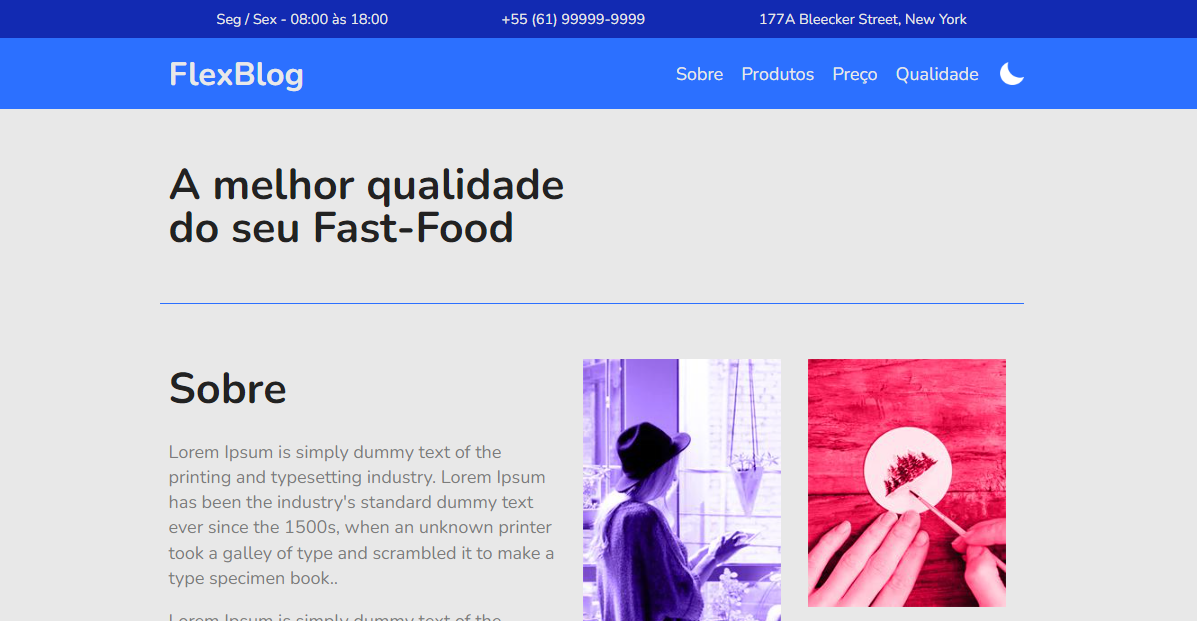 Seg / Sex - 08:00 às 18:00
+55 (61) 99999-9999
177A Bleecker Street, New York
FlexBlog
Sobre
Produtos
Preço
Qualidade
A melhor qualidade
do seu Fast-Food
Sobre
Lorem Ipsum is simply dummy text of the
printing and typesetting industry. Lorem Ipsum
has been the industry's standard dummy text
ever since the 1500s, when an unknown printer
took a galley of type and scrambled it to make a
type specimen book..
Lorem Ipsum is simply dummy text of the